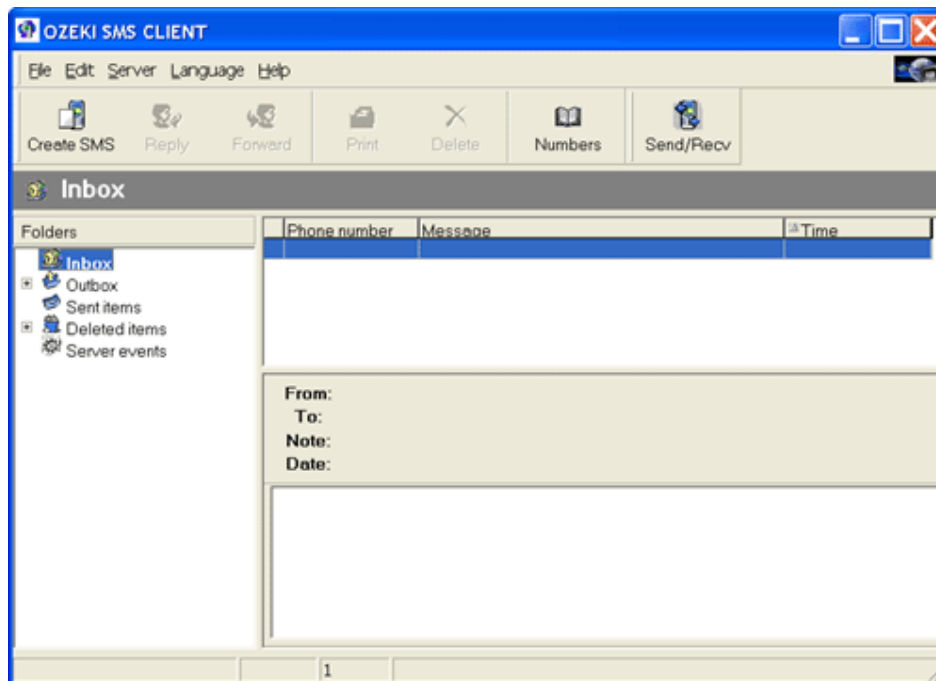 OZEKI SMS CLIENT
File Edit Server Language Help
Create SMS Reply Forward Print Delete Numbers Send/Recv
Inbox
Folders
Phone number Message Time
Inbox
Outbox
Sent items
Deleted items
Server events
From:
To:
Note:
Date:
1